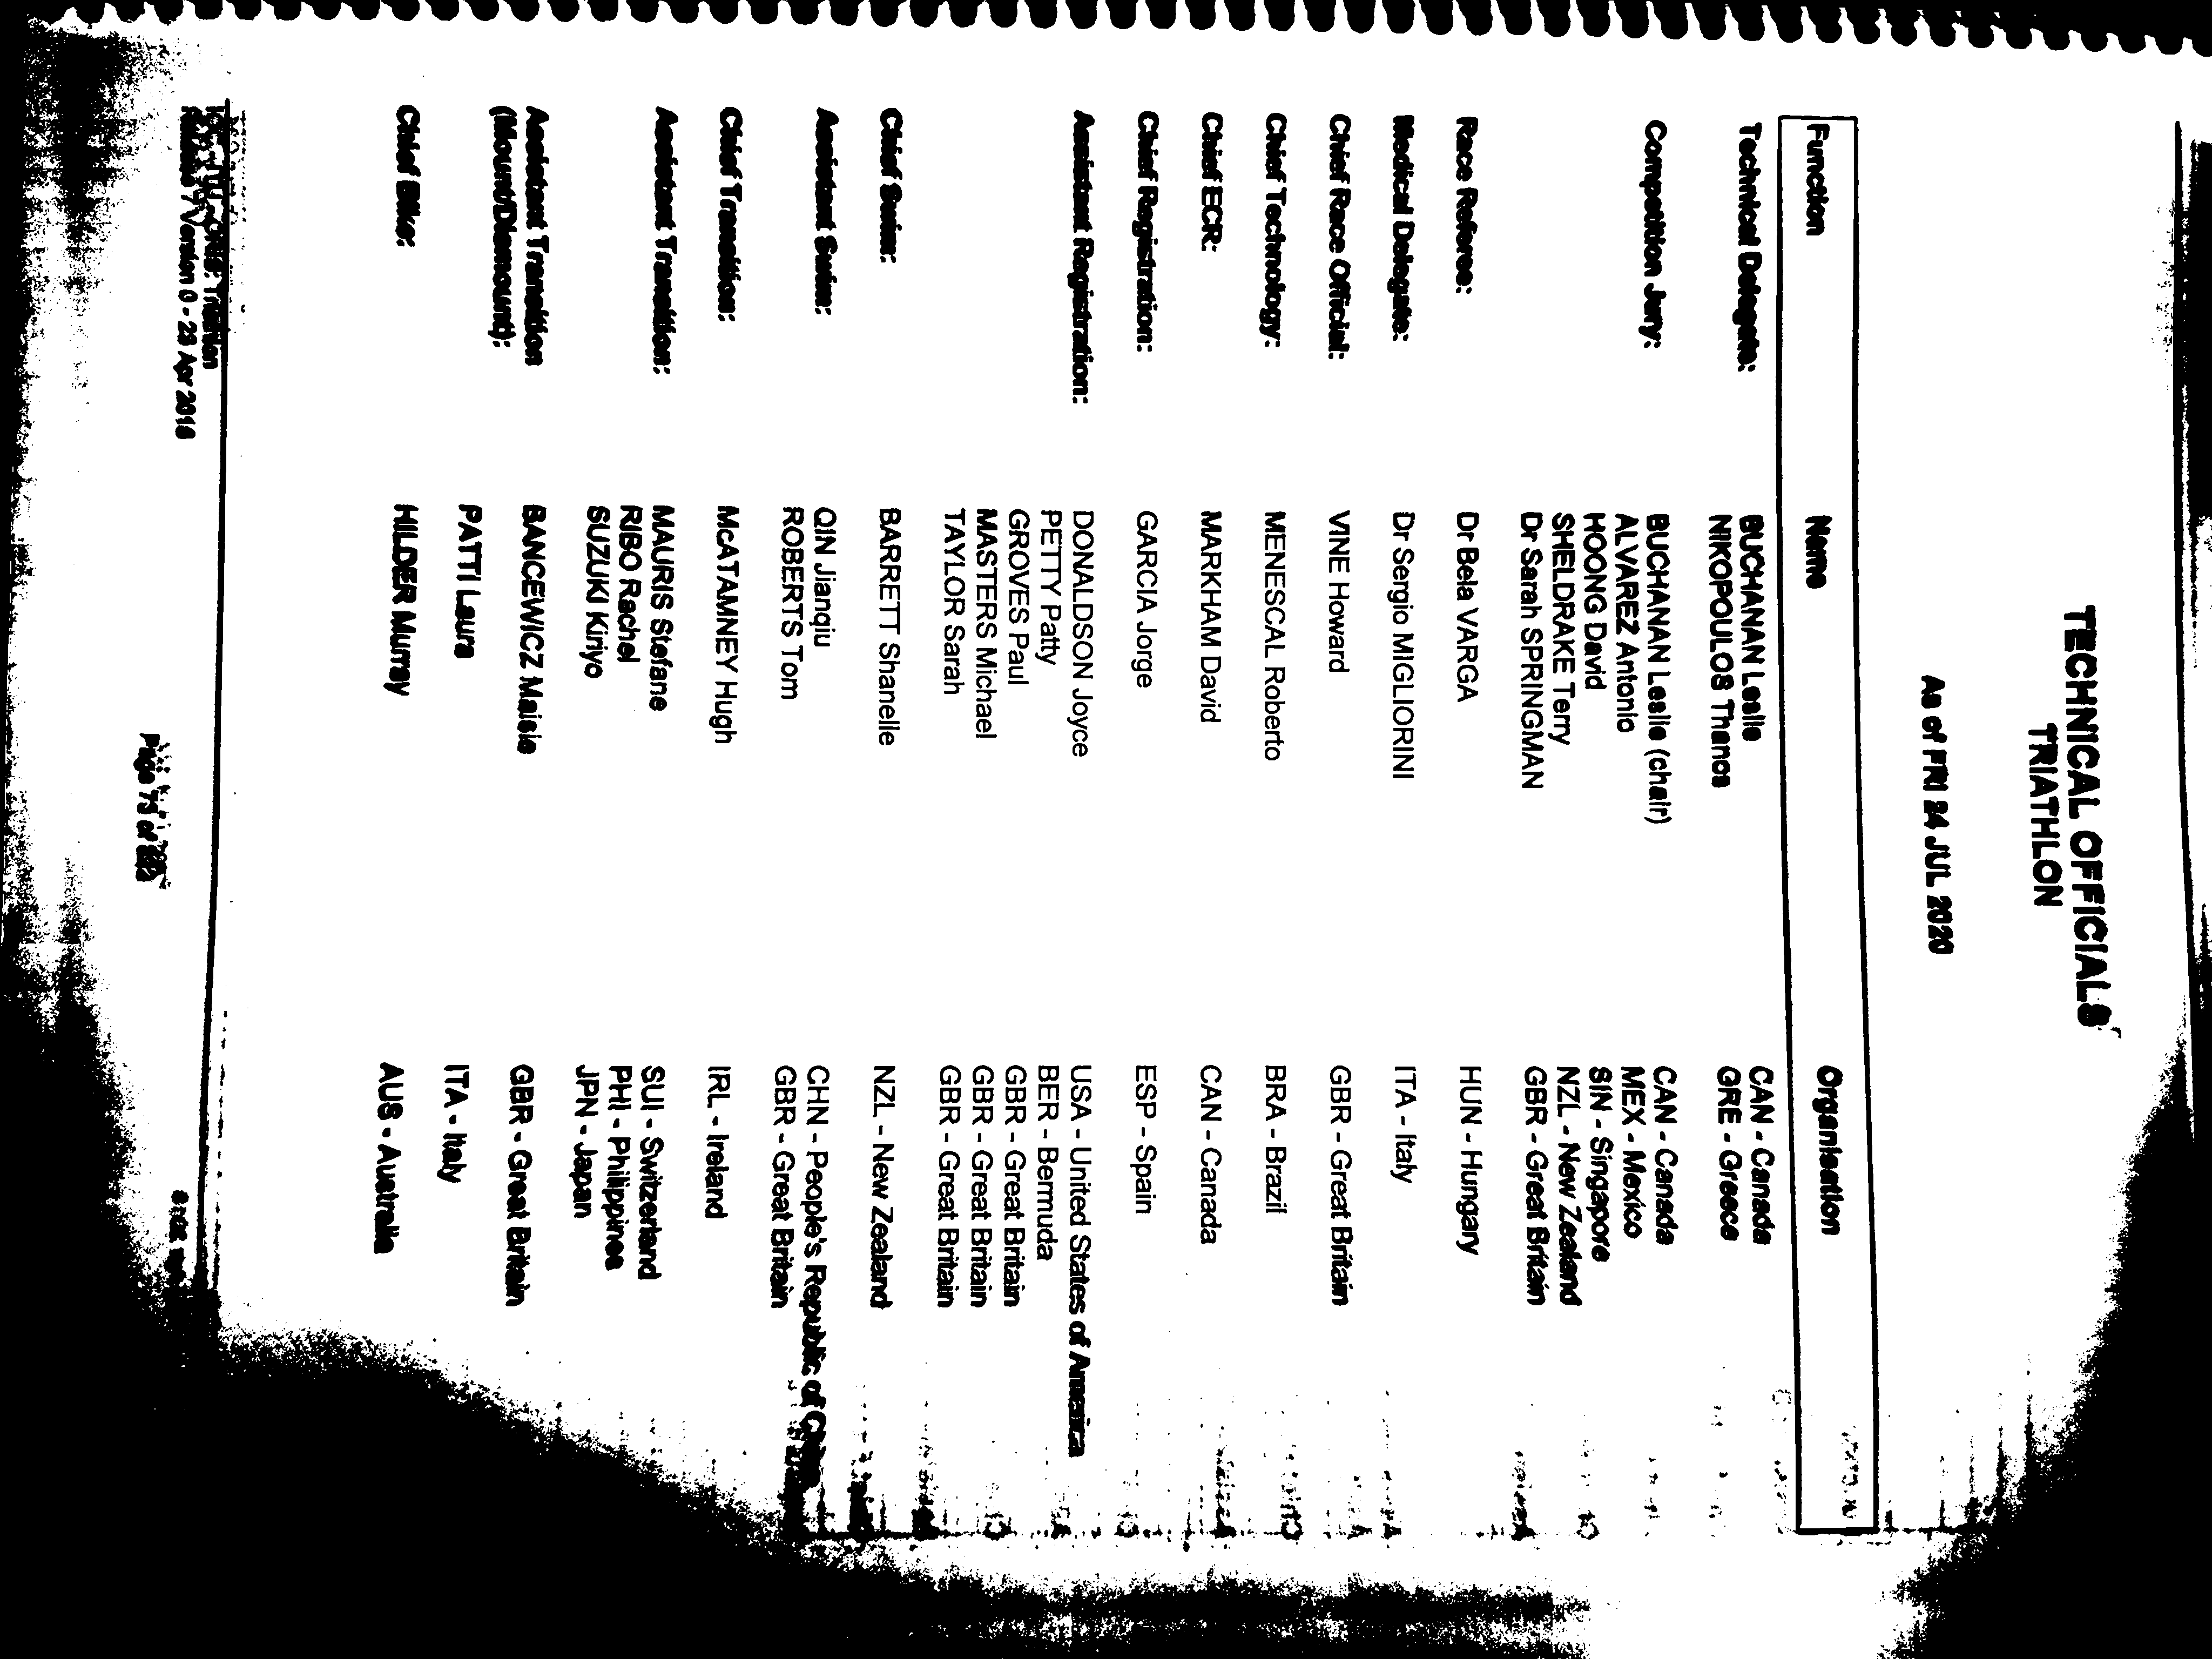 TECHNICAL OFFICIALS
TRIATHLON
As of FRI 24 JUL 2020
Function Name Organisation
Technical Delegate: BUCHANAN Leslie CAN - Canada
NIKOPOULOS Thanos GRE - Greece
Competition Jury: BUCHANAN Leslie (chair) CAN - Canada
ALVAREZ Antonio MEX - Mexico
HOONG David SIN - Singapore
SHELDRAKE Terry NZL - New Zealand
Dr Sarah SPRINGMAN GBR - Great Britain
Race Referee: Dr Bela VARGA HUN - Hungary
Medical Delegate: Dr Sergio MIGLIORINI ITA - Italy
Chief Race Official: VINE Howard GBR - Great Britain
Chief Technology: MENESCAL Roberto BRA - Brazil
Chief ECR: MARKHAM David CAN - Canada
Chief Registration: GARCIA Jorge ESP - Spain
Assistant Registration: DONALDSON Joyce USA - United States of America
PETTY Patty BER - Bermuda
GROVES Paul GBR - Great Britain
MASTERS Michael GBR - Great Britain
TAYLOR Sarah GBR - Great Britain
Chief Swim: BARRETT Shanelle NZL - New Zealand
Assistant Swim: QIN Jianqiu CHN - People's Republic of China
ROBERTS Tom GBR - Great Britain
Chief Transition: McATAMNEY Hugh IRL - Ireland
Assistant Transition: MAURIS Stefane SUI - Switzerland
RIBO Rachel PHI - Philippines
SUZUKI Kiriyo JPN - Japan
Assistant Transition BANCEWICZ Maisie GBR - Great Britain
(Mount/Dismount):
PATTI Laura ITA - Italy
Chief Bike: HILDER Murray AUS - Australia
Triathlon
Version 0 - 23 Apr 2018
Page 73 of